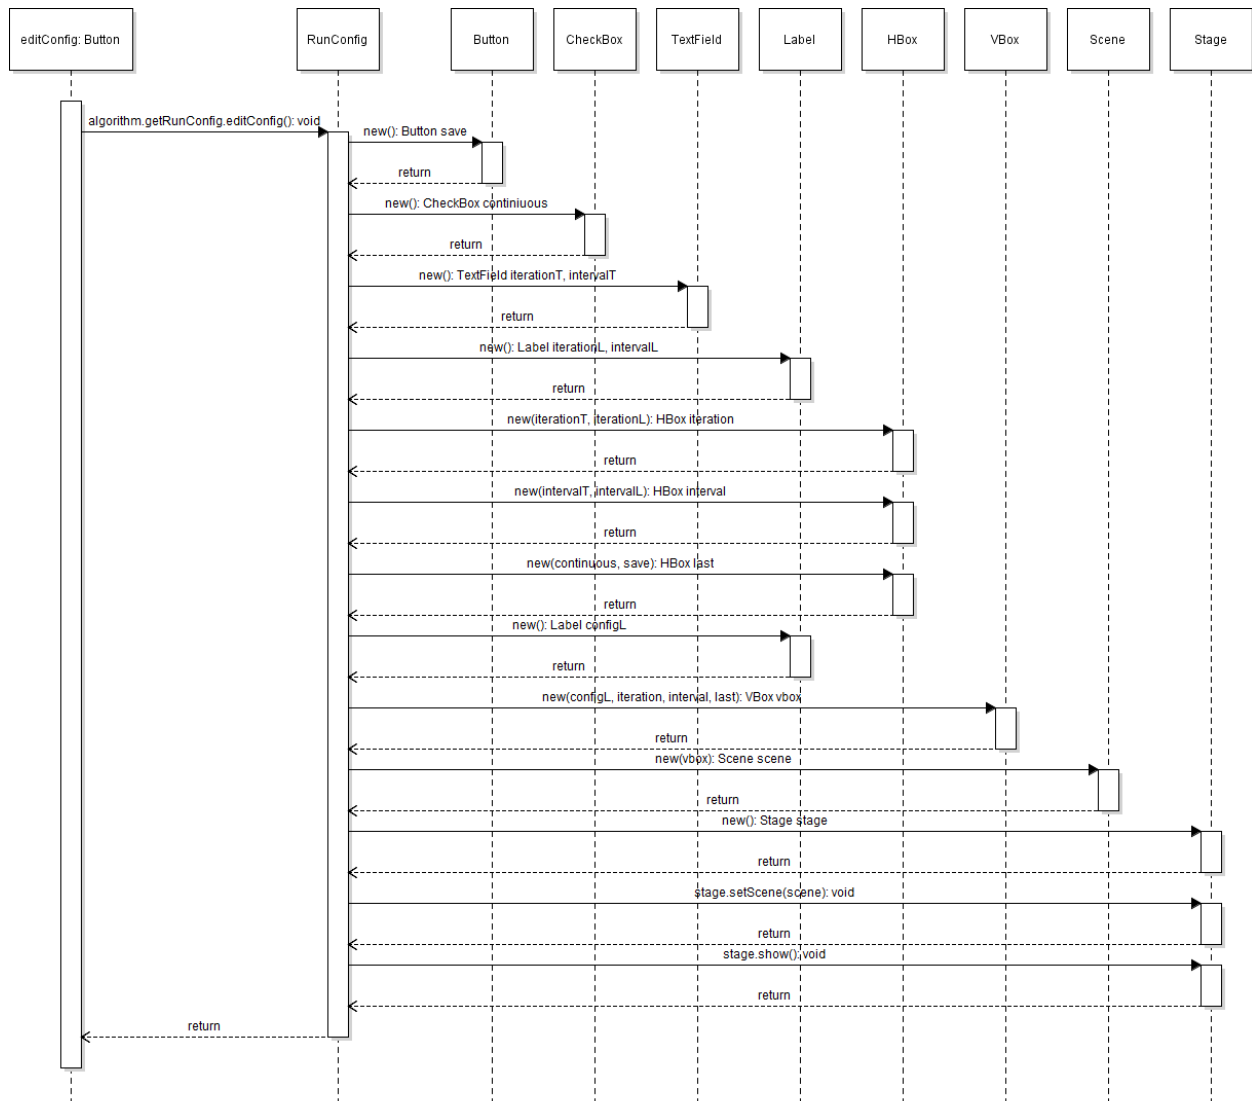 editConfig: Button
RunConfig
Button
CheckBox
TextField
Label
HBox
VBox
Scene
Stage
algorithm.getRunConfig.editConfig(): void
new(): Button save
return
new(): CheckBox continiuous
return
new(): TextField iterationT, intervalT
return
new(): Label iterationL, intervalL
return
new(iterationT, iterationL): HBox iteration
return
new(intervalT, intervalL): HBox interval
return
new(continuous, save): HBox last
return
new(): Label configL
return
new(configL, iteration, interval, last): VBox vbox
return
new(vbox): Scene scene
return
new(): Stage stage
return
stage.setScene(scene): void
return
stage.show(): void
return
return